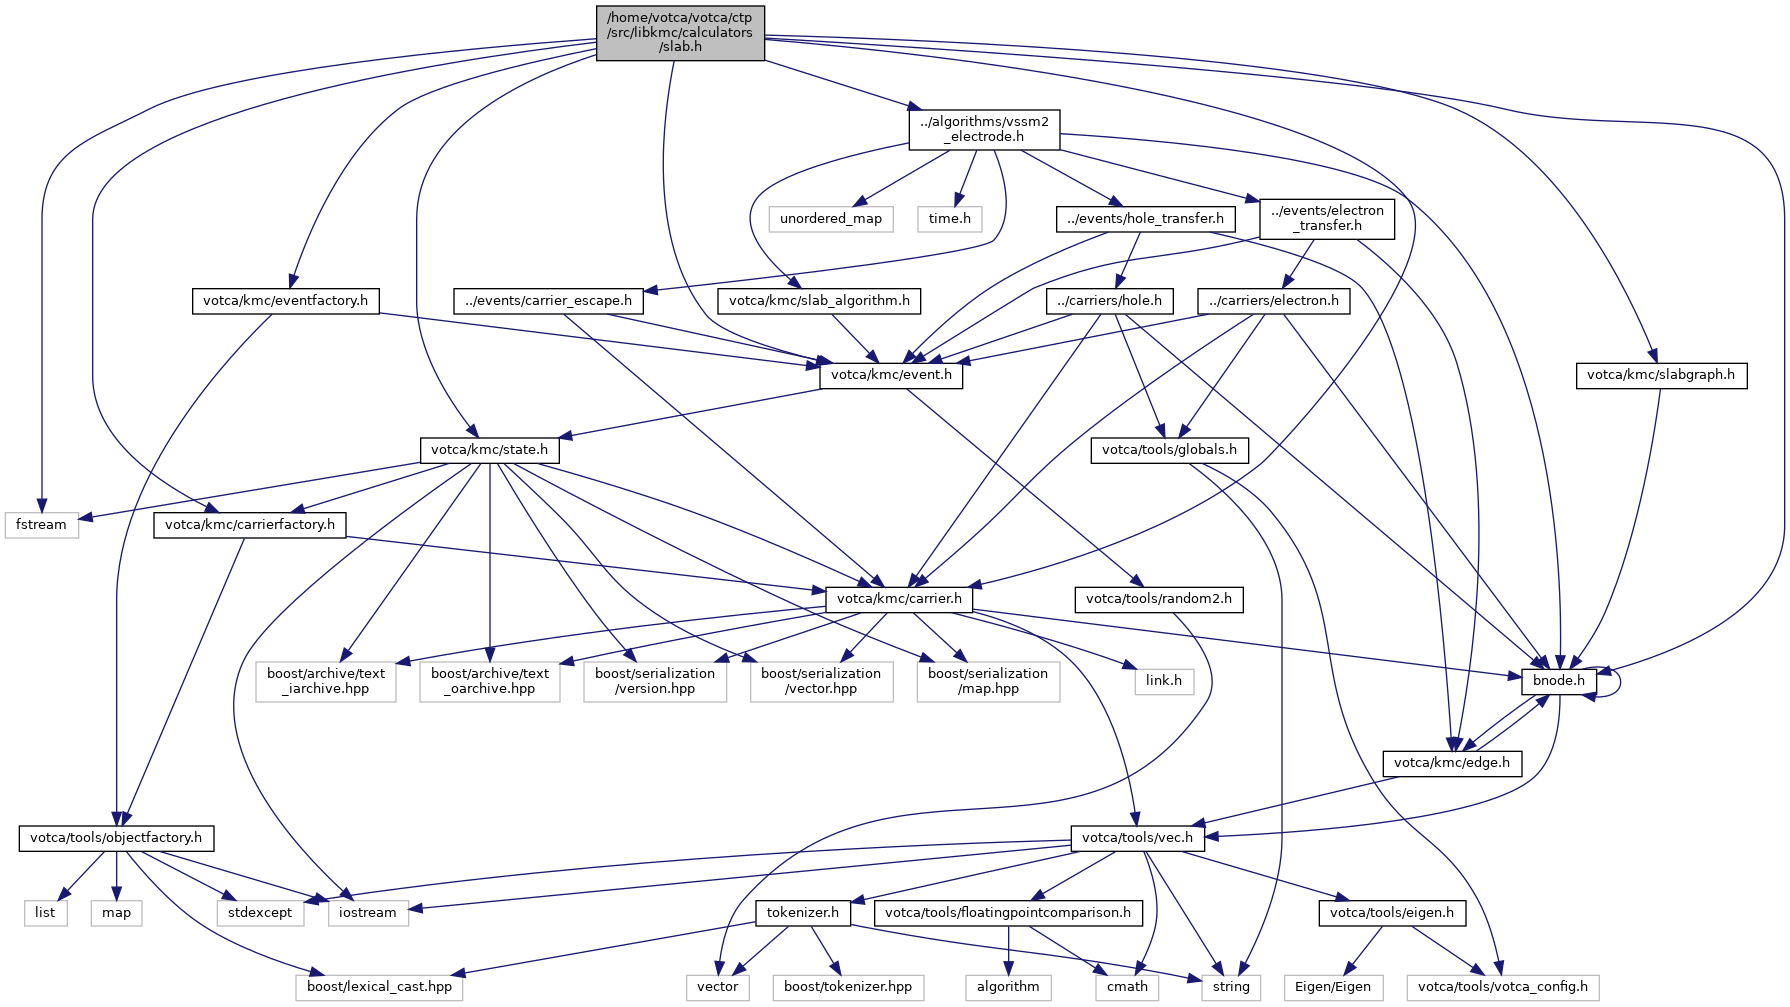 /home/votca/votca/ctp
/src/libkmc/calculators
/slab.h
../algorithms/vssm2
_electrode.h
unordered_map
time.h
../events/hole_transfer.h
../events/electron
_transfer.h
votca/kmc/eventfactory.h
../events/carrier_escape.h
votca/kmc/slab_algorithm.h
../carriers/hole.h
../carriers/electron.h
votca/kmc/event.h
votca/kmc/slabgraph.h
votca/kmc/state.h
votca/tools/globals.h
fstream
votca/kmc/carrierfactory.h
votca/kmc/carrier.h
votca/tools/random2.h
boost/archive/text
_iarchive.hpp
boost/archive/text
_oarchive.hpp
boost/serialization
/version.hpp
boost/serialization
/vector.hpp
boost/serialization
/map.hpp
link.h
bnode.h
votca/kmc/edge.h
votca/tools/objectfactory.h
votca/tools/vec.h
list
map
stdexcept
iostream
tokenizer.h
votca/tools/floatingpointcomparison.h
votca/tools/eigen.h
boost/lexical_cast.hpp
vector
boost/tokenizer.hpp
algorithm
cmath
string
Eigen/Eigen
votca/tools/votca_config.h